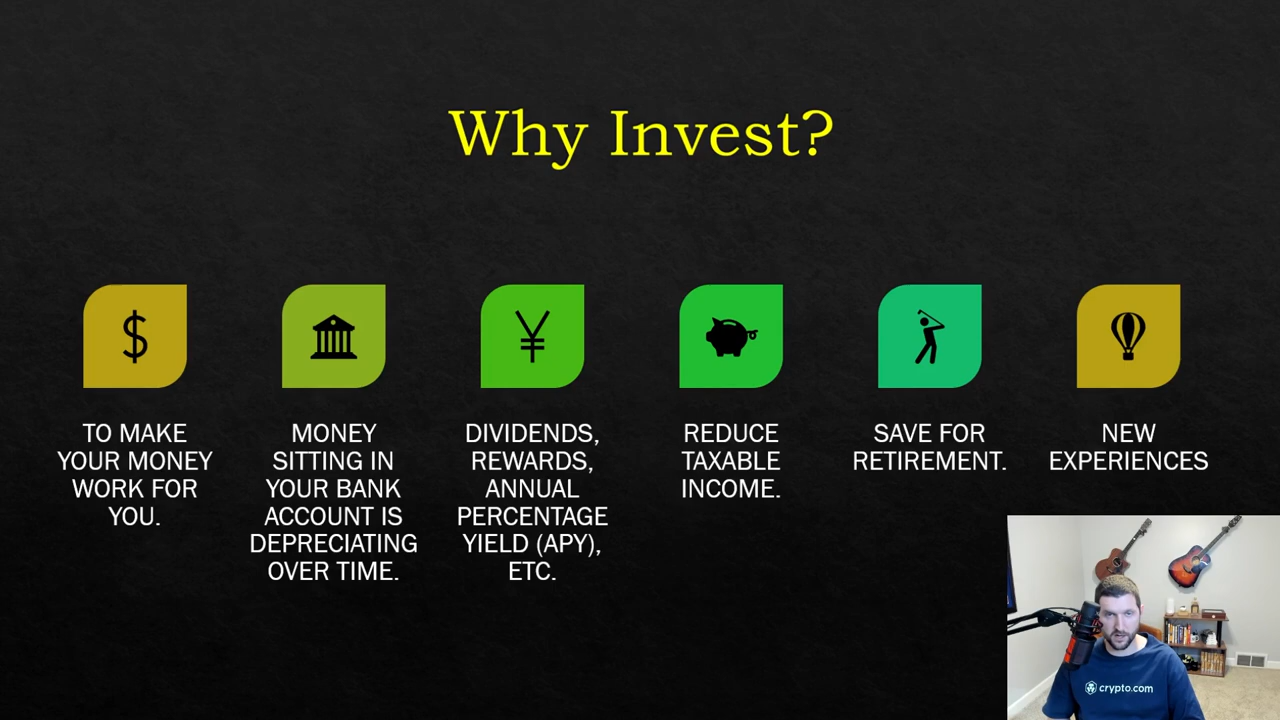 Why Invest?
$
¥
TO MAKE
YOUR MONEY
WORK FOR
YOU.
MONEY
SITTING IN
YOUR BANK
ACCOUNT IS
DEPRECIATING
OVER TIME.
DIVIDENDS,
REWARDS,
ANNUAL
PERCENTAGE
YIELD (APY),
ETC.
REDUCE
TAXABLE
INCOME.
SAVE FOR
RETIREMENT.
NEW
EXPERIENCES
crypto.com